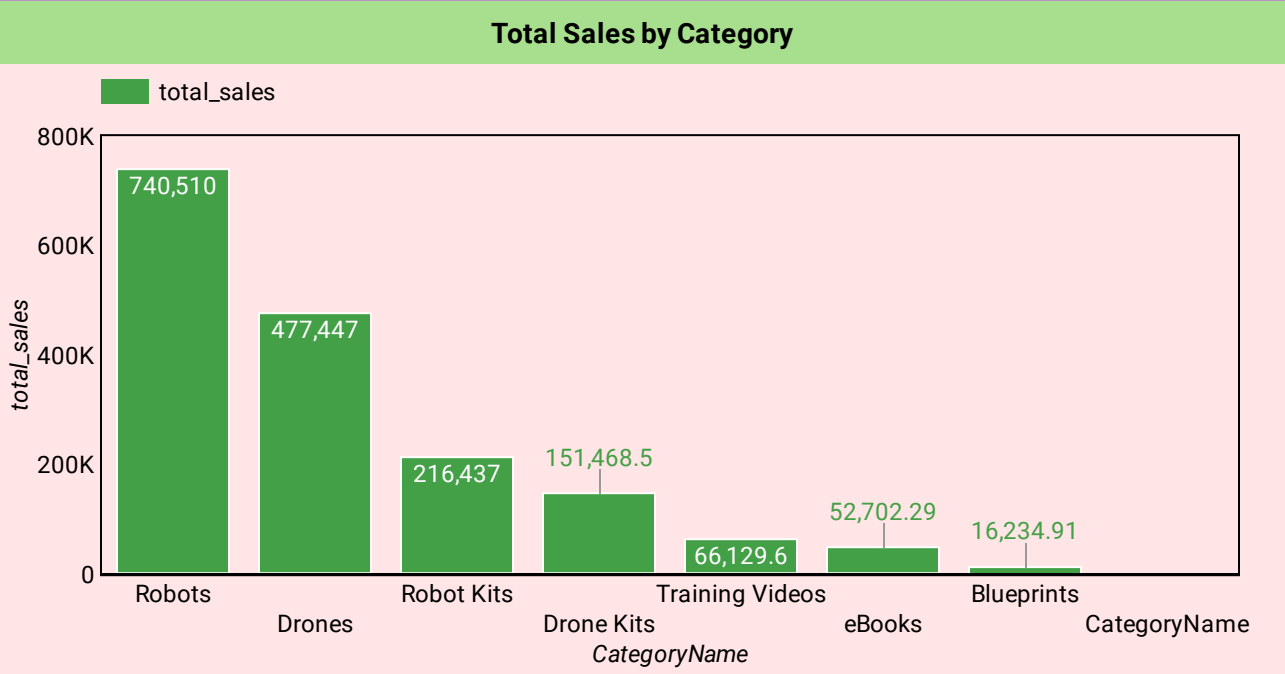 Total Sales by Category
total_sales
800K
600K
400K
200K
0
total_sales
740,510
477,447
216,437
151,468.5
66,129.6
52,702.29
16,234.91
Robots
Drones
Robot Kits
Drone Kits
Training Videos
eBooks
Blueprints
CategoryName
CategoryName